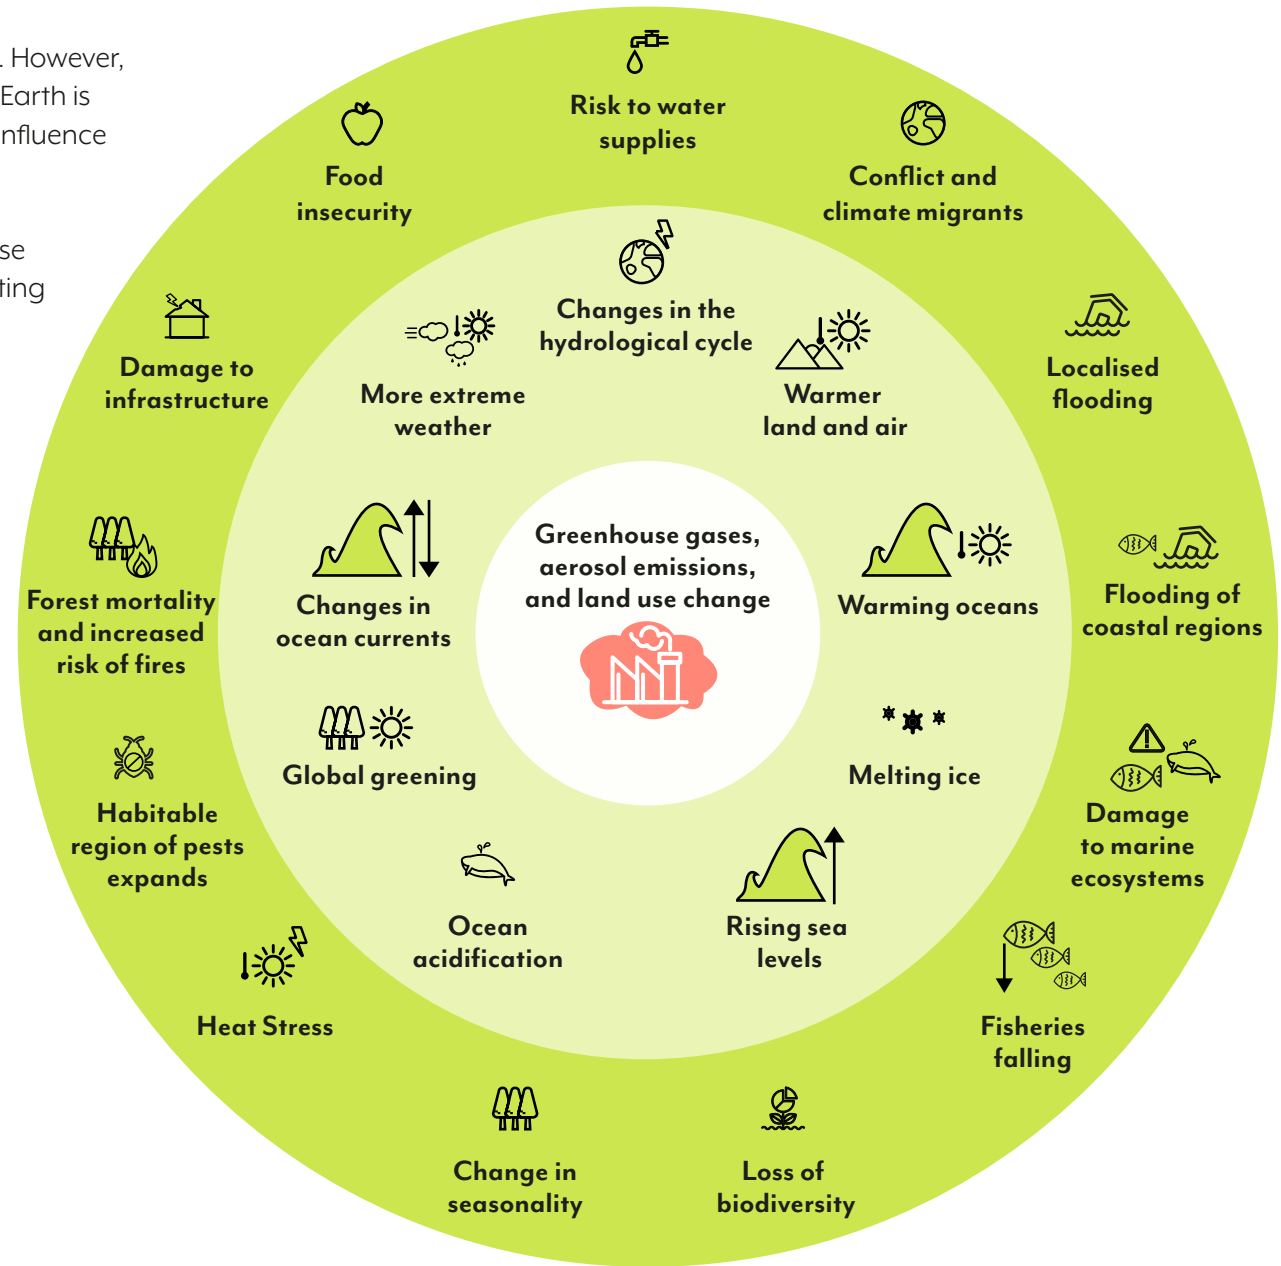 . However,
Earth is
nfluence
se
ting
Risk to water
supplies
Food
insecurity
Conflict and
climate migrants
Damage to
infrastructure
Localised
flooding
Forest mortality
and increased
risk of fires
Flooding of
coastal regions
Habitable
region of pests
expands
Damage
to marine
ecosystems
Heat Stress
Fisheries
falling
Change in
seasonality
Loss of
biodiversity
Changes in the
hydrological cycle
More extreme
weather
Warmer
land and air
Changes in
ocean currents
Warming oceans
Global greening
Melting ice
Ocean
acidification
Rising sea
levels
Greenhouse gases,
aerosol emissions,
and land use change